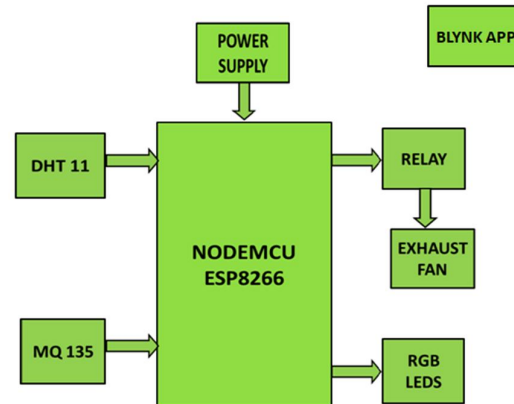 POWER
SUPPLY
BLYNK APP
DHT 11
NODEMCU
ESP8266
RELAY
EXHAUST
FAN
MQ 135
RGB
LEDS